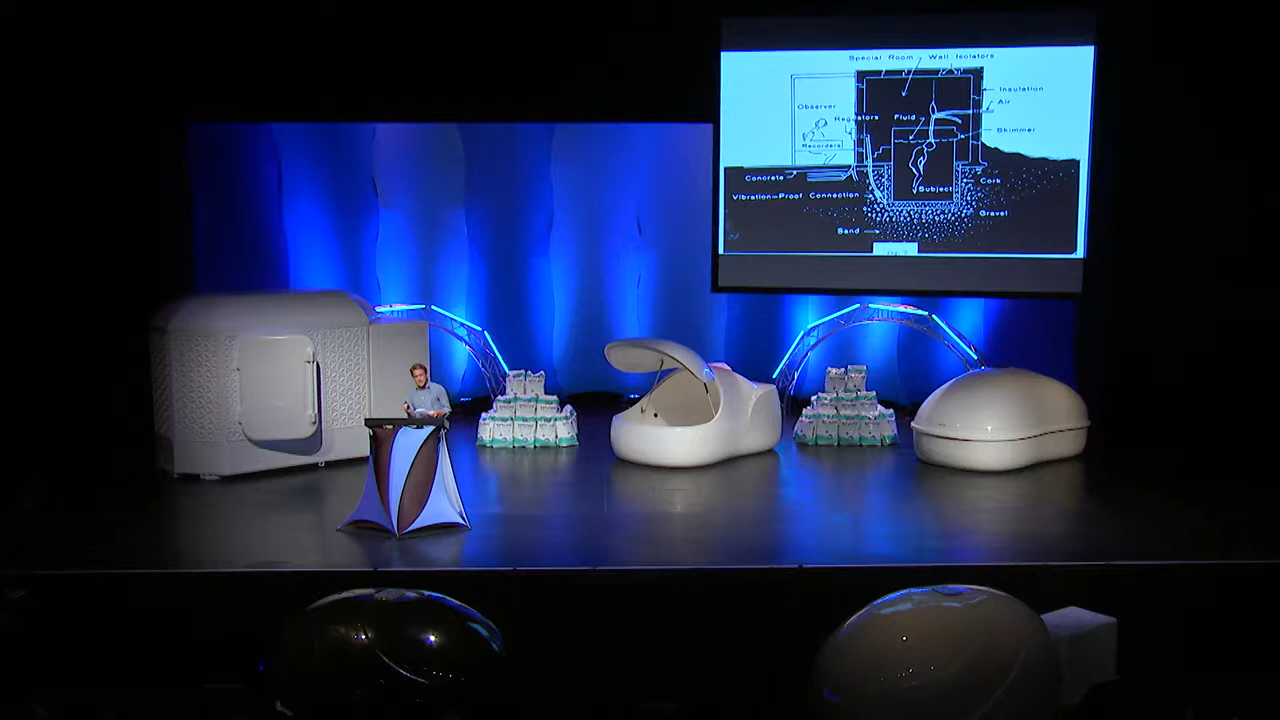 Special Room
Wall Isolators
Insulation
Air
Observer
Regulators
Fluid
Skimmer
Recorders
Concrete
Cork
Subject
Vibration—Proof Connection
Gravel
Sand